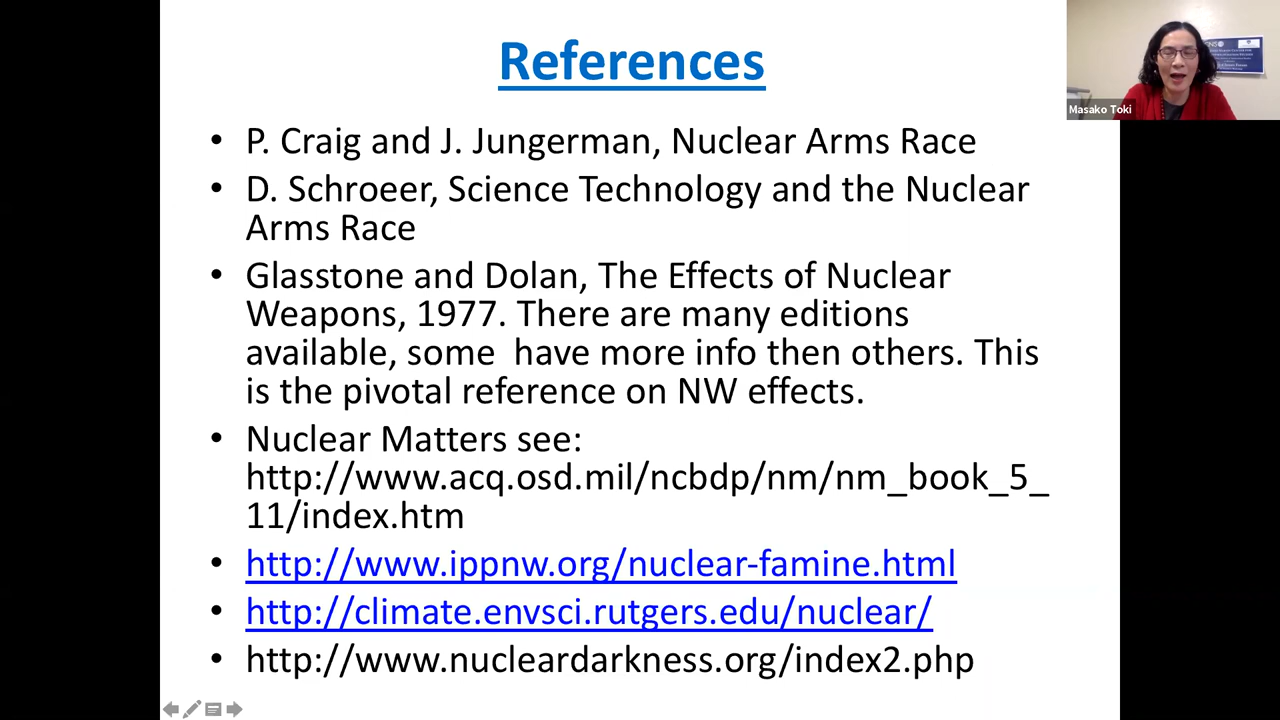 References
Masako Toki
• P. Craig and J. Jungerman, Nuclear Arms Race
• D. Schroeer, Science Technology and the Nuclear
Arms Race
• Glasstone and Dolan, The Effects of Nuclear
Weapons, 1977. There are many editions
available, some  have more info then others. This
is the pivotal reference on NW effects.
• Nuclear Matters see:
http://www.acq.osd.mil/ncbdp/nm/nm_book_5_
11/index.htm
• http://www.ippnw.org/nuclear-famine.html
• http://climate.envsci.rutgers.edu/nuclear/
• http://www.nucleardarkness.org/index2.php